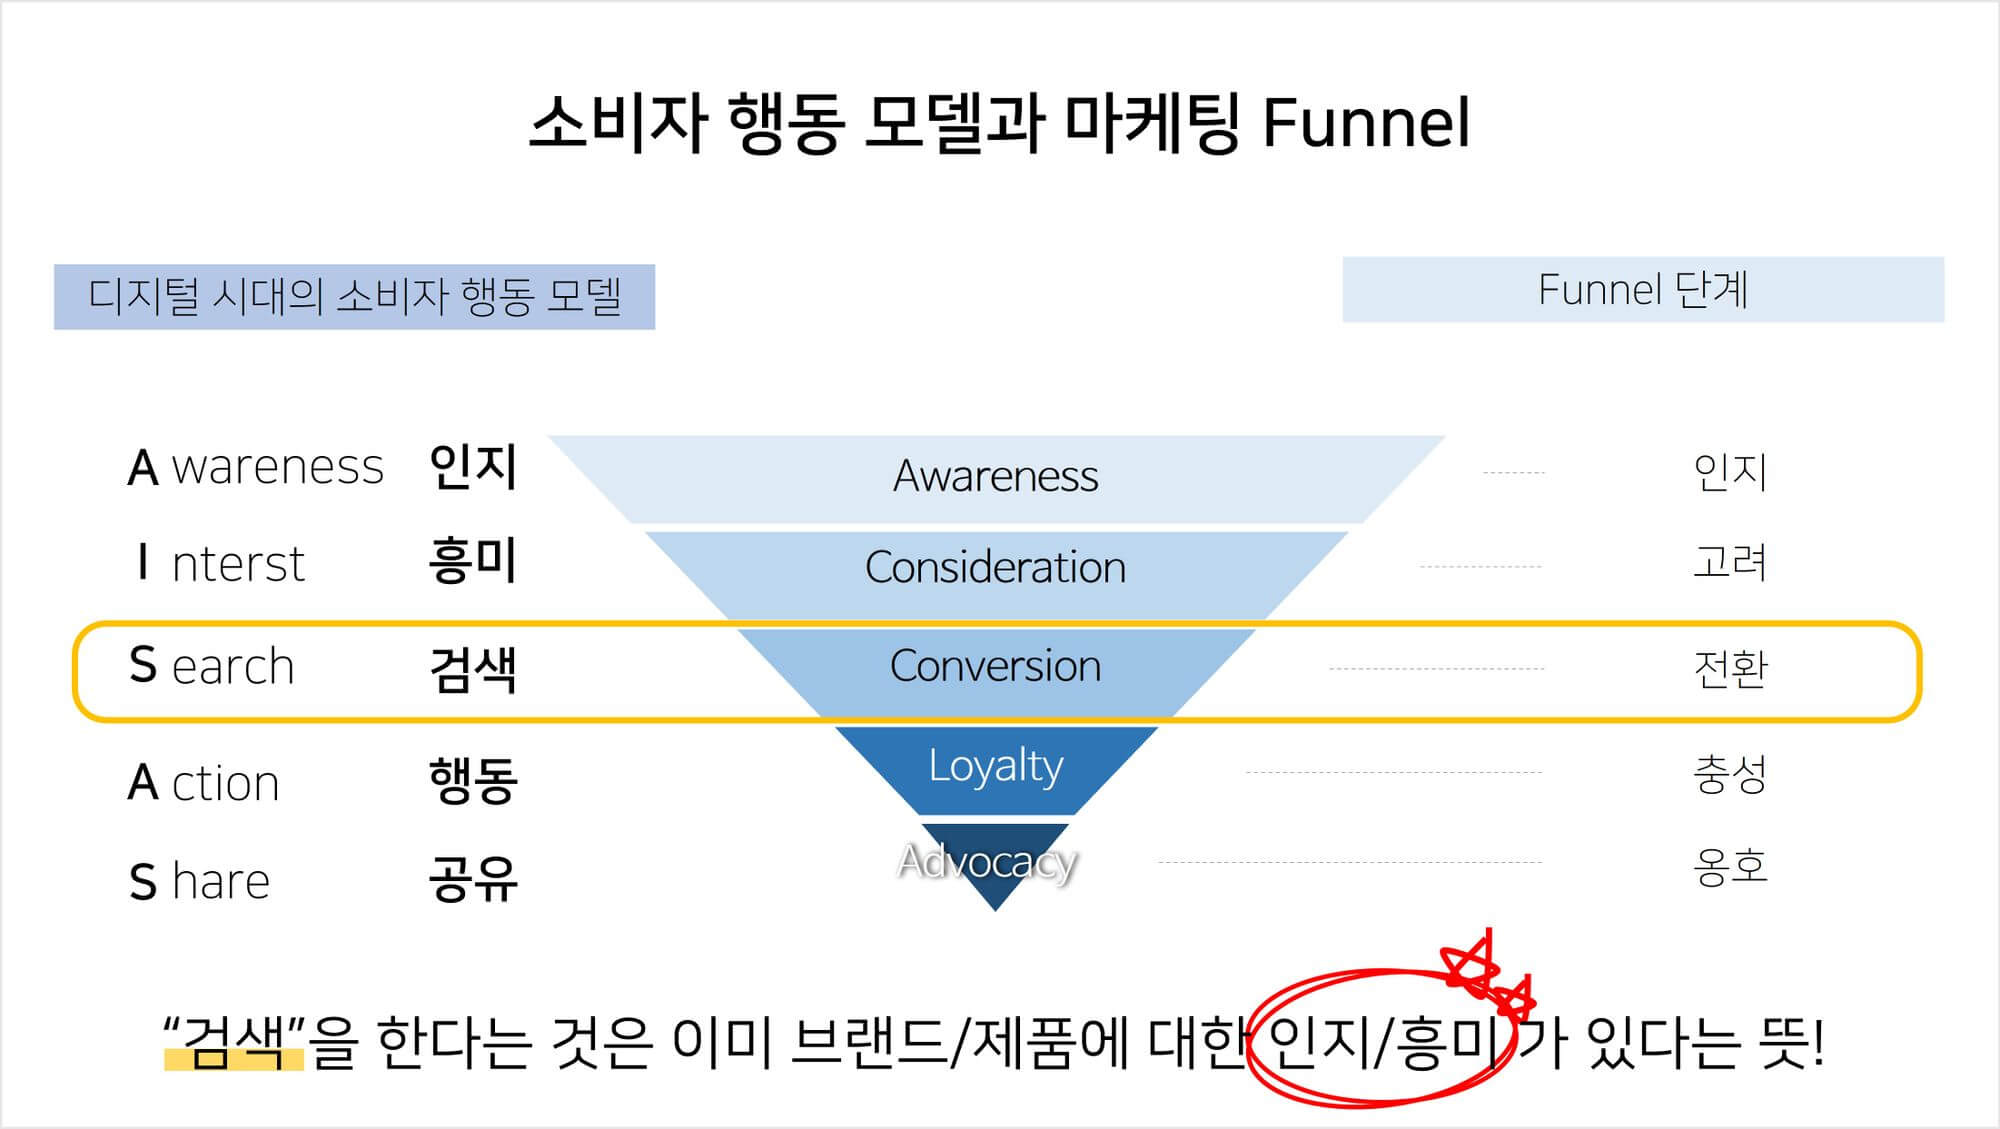 소비자 행동 모델과 마케팅 Funnel
디지털 시대의 소비자 행동 모델
Funnel 단계
A wareness 인지 Awareness 인지
I nterst 흥미 Consideration 고려
S earch 검색 Conversion 전환
A ction 행동 Loyalty 충성
S hare 공유 Advocacy 옹호
“검색”을 한다는 것은 이미 브랜드/제품에 대한 인지/흥미가 있다는 뜻!